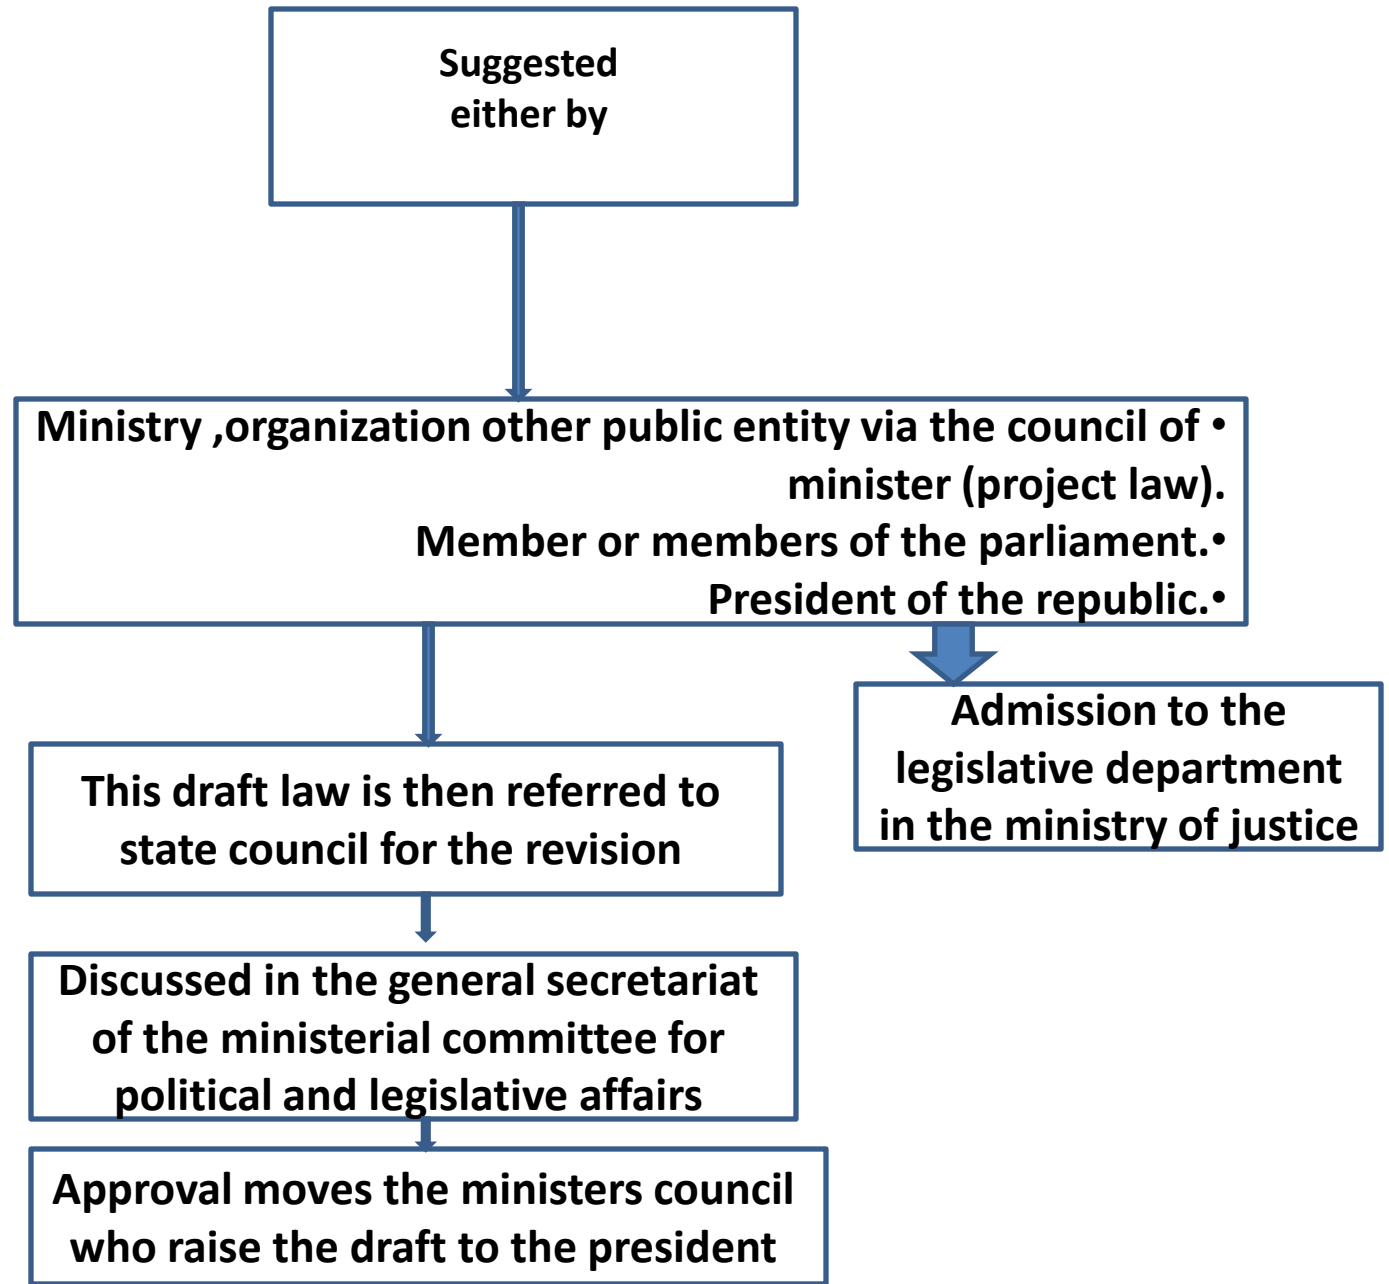 Suggested
either by
Ministry ,organization other public entity via the council of •
minister (project law).
Member or members of the parliament.•
President of the republic.•
Admission to the
legislative department
in the ministry of justice
This draft law is then referred to
state council for the revision
Discussed in the general secretariat
of the ministerial committee for
political and legislative affairs
Approval moves the ministers council
who raise the draft to the president